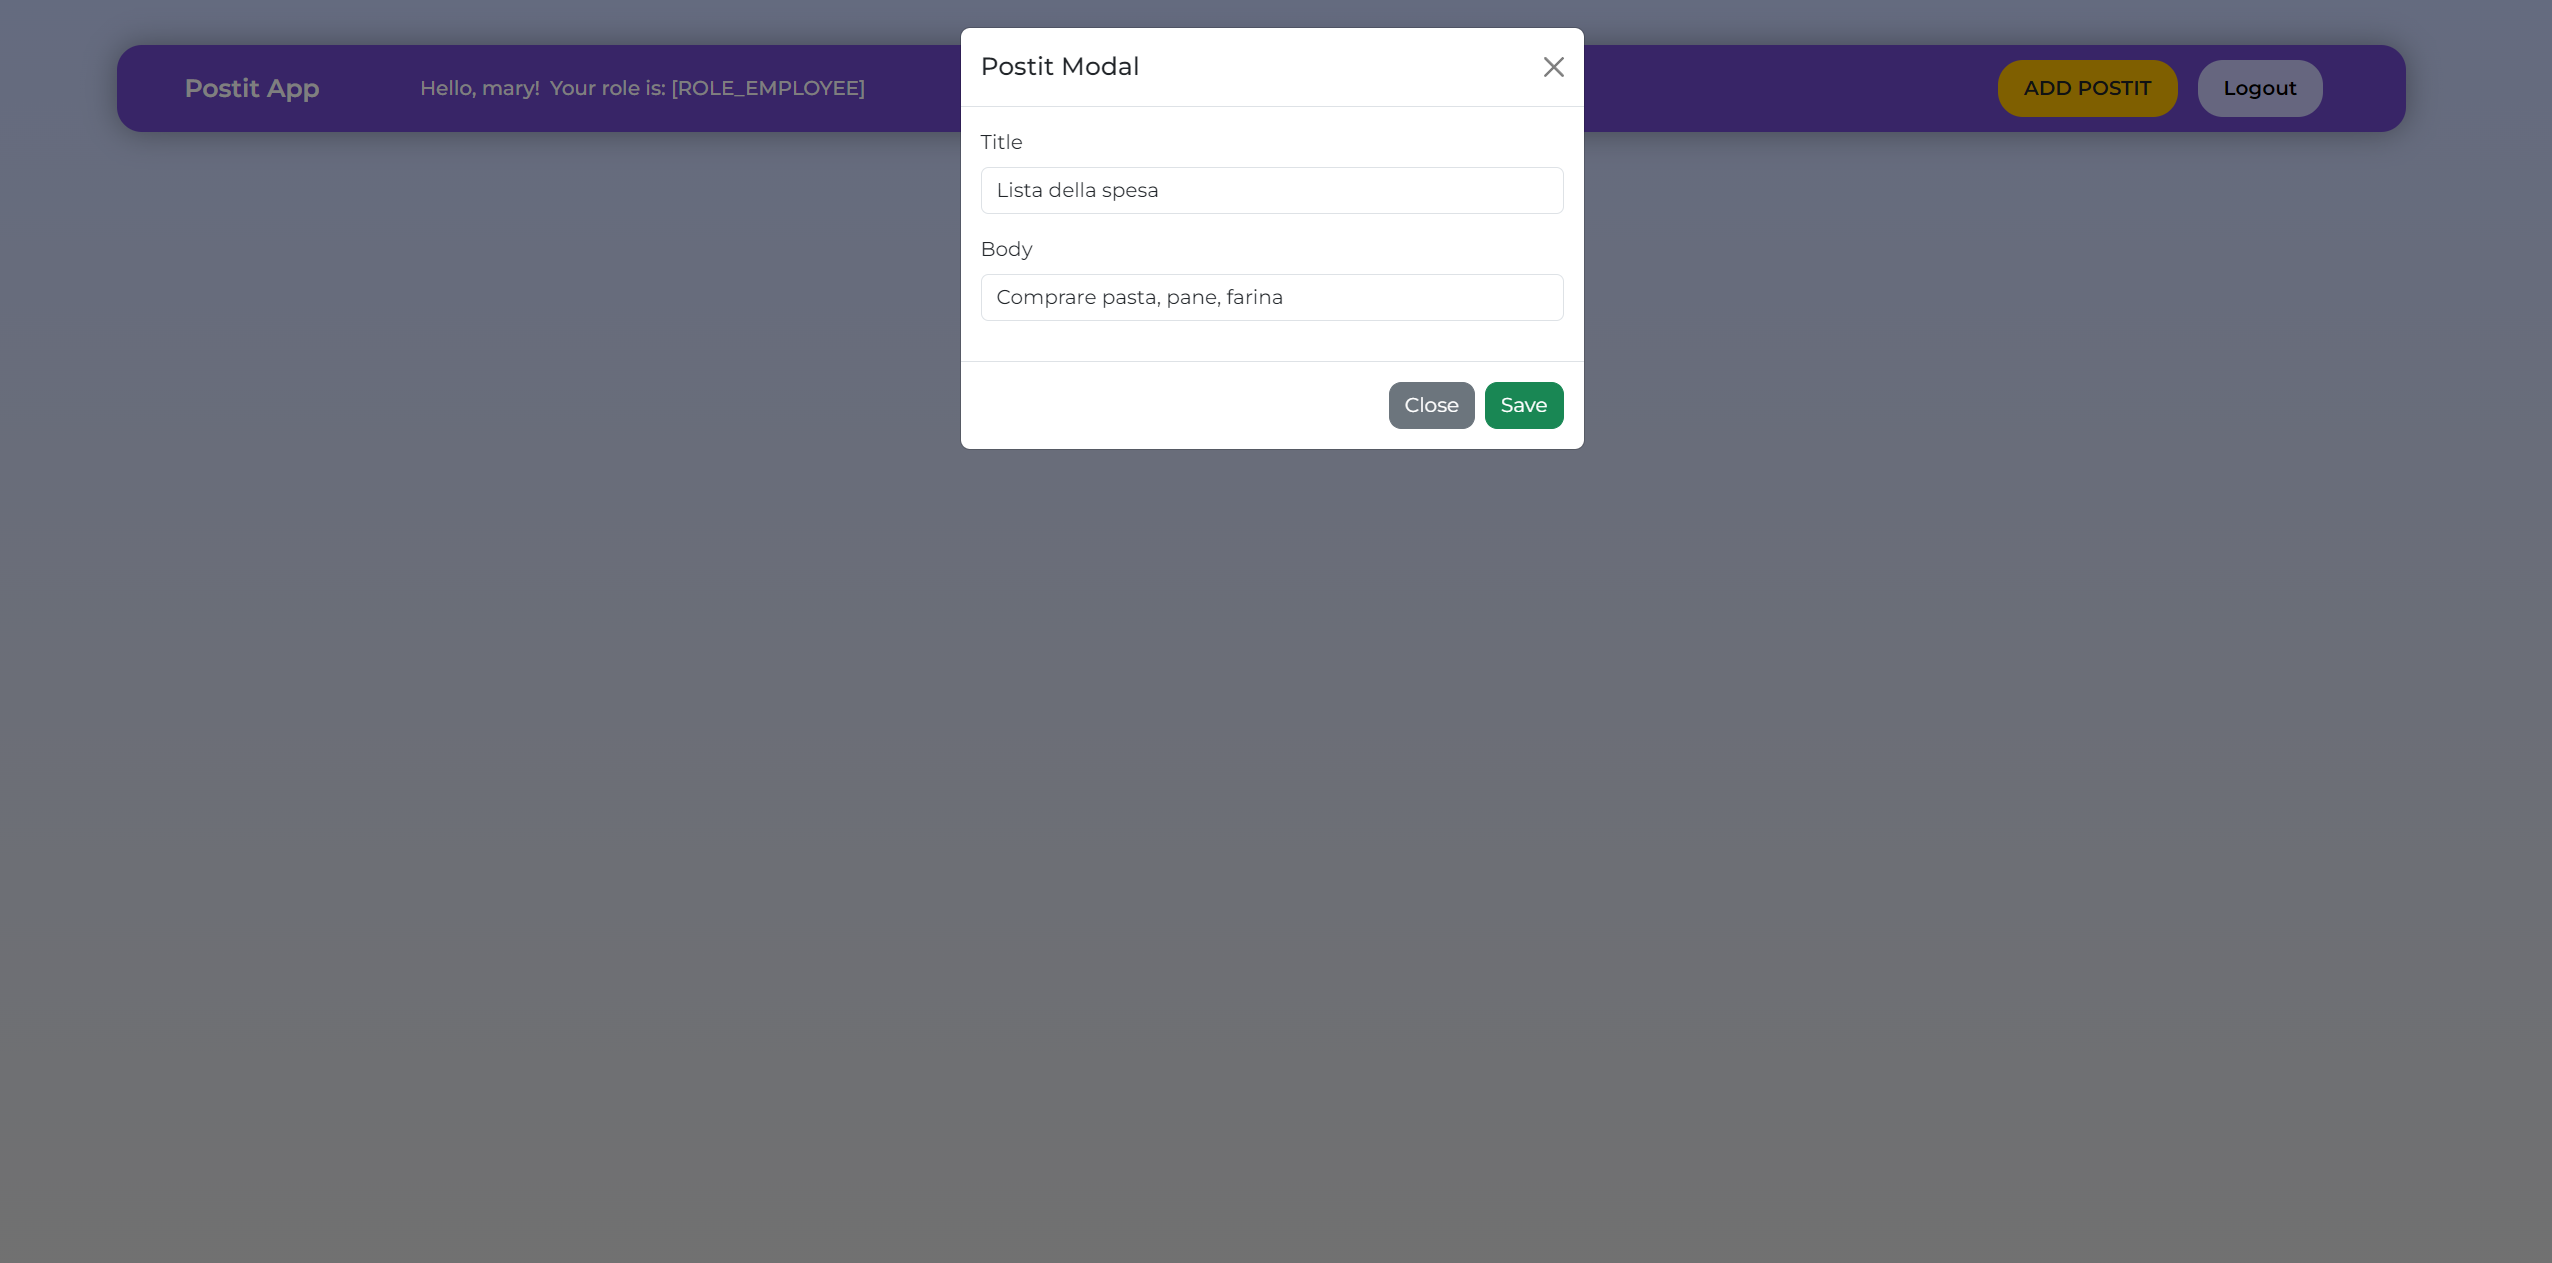 Postit App
Hello, mary!  Your role is: [ROLE_EMPLOYEE]
ADD POSTIT
Logout
Postit Modal
Title
Lista della spesa
Body
Comprare pasta, pane, farina
Close
Save